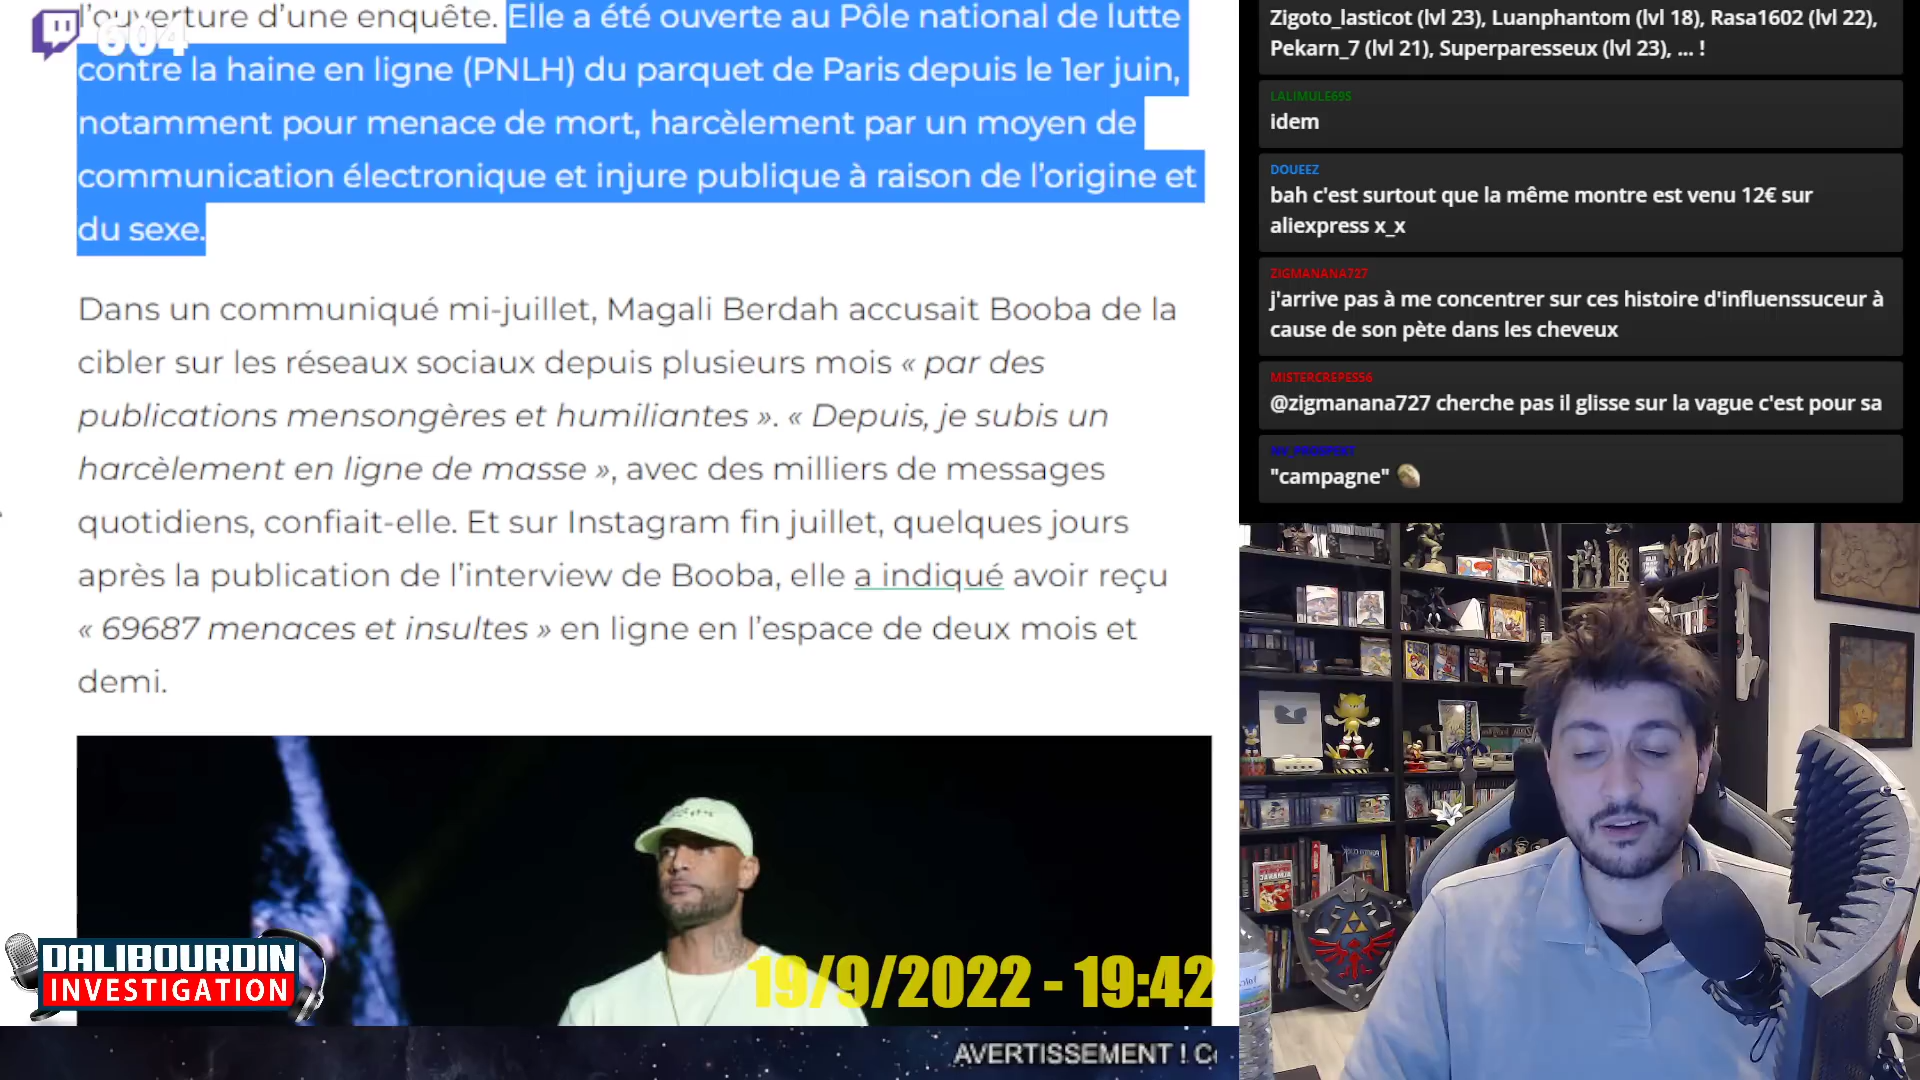 l’ouverture d’une enquête. Elle a été ouverte au Pôle national de lutte
604
contre la haine en ligne (PNLH) du parquet de Paris depuis le 1er juin,
notamment pour menace de mort, harcèlement par un moyen de
communication électronique et injure publique à raison de l’origine et
du sexe.
Dans un communiqué mi-juillet, Magali Berdah accusait Booba de la
cibler sur les réseaux sociaux depuis plusieurs mois « par des
publications mensongères et humiliantes ». « Depuis, je subis un
harcèlement en ligne de masse », avec des milliers de messages
quotidiens, confiait-elle. Et sur Instagram fin juillet, quelques jours
après la publication de l’interview de Booba, elle a indiqué avoir reçu
« 69687 menaces et insultes » en ligne en l’espace de deux mois et
demi.
DALIBOURDIN
INVESTIGATION
19/9/2022 - 19:42
AVERTISSEMENT ! C
Zigoto_lasticot (lvl 23), Luanphantom (lvl 18), Rasa1602 (lvl 22),
Pekarn_7 (lvl 21), Superparesseux (lvl 23), ... !
LALIMULE695
idem
DOUEEZ
bah c'est surtout que la même montre est venu 12€ sur
aliexpress x_x
ZIGMANANA727
j'arrive pas à me concentrer sur ces histoire d'influenssuceur à
cause de son pète dans les cheveux
MISTERCREPES56
@zigmanana727 cherche pas il glisse sur la vague c'est pour sa
"campagne"